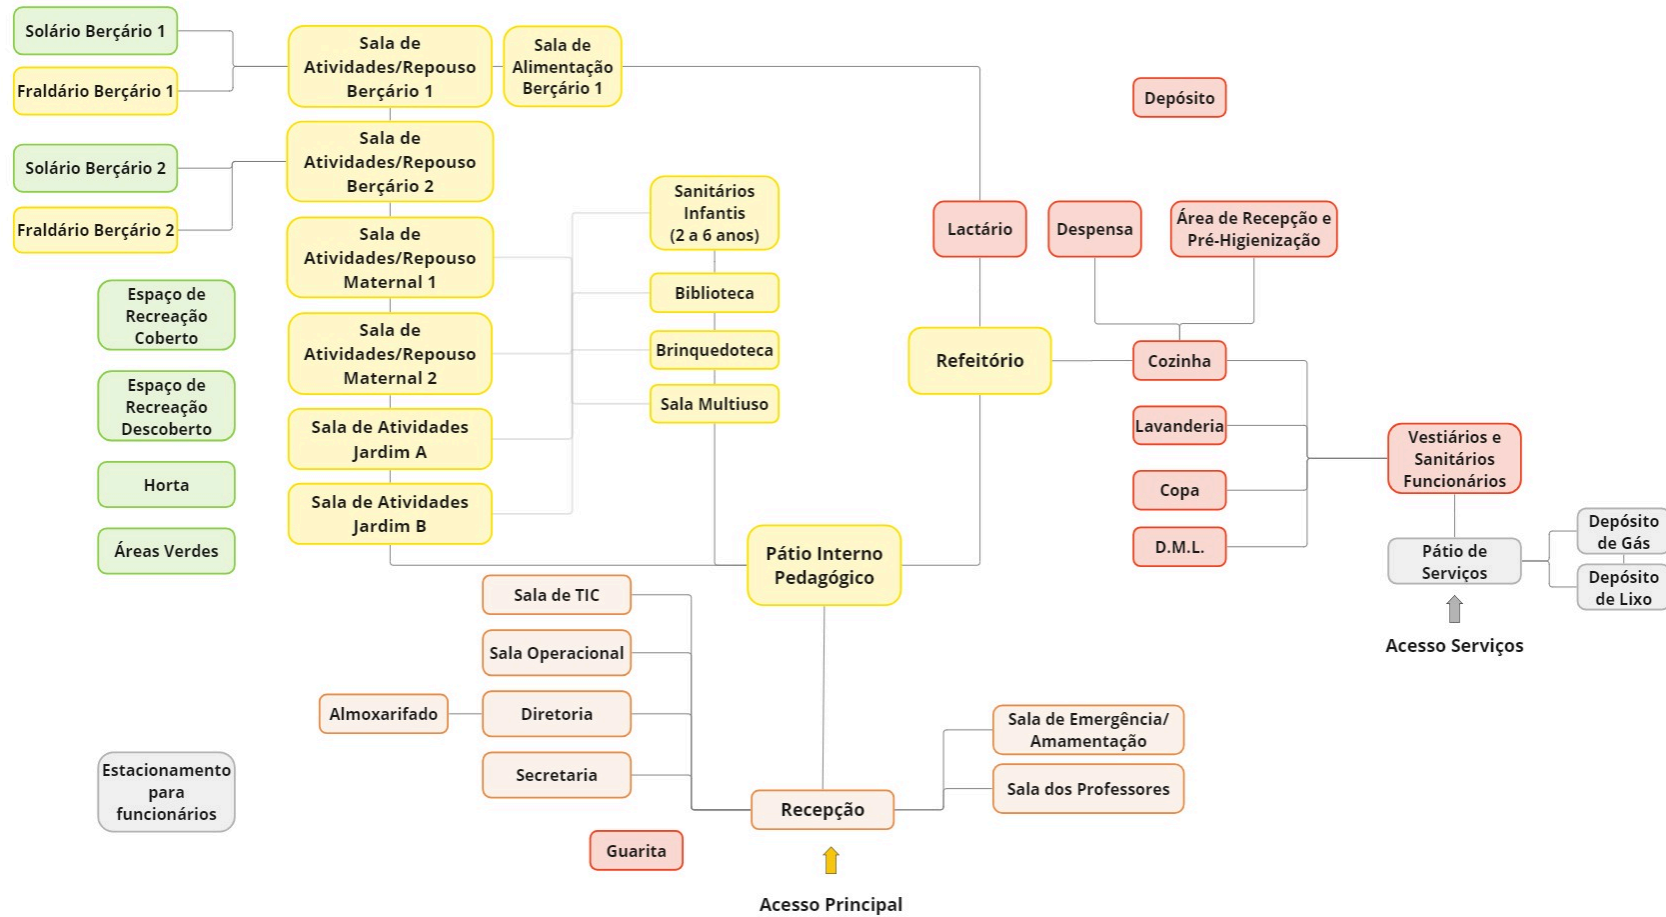 Solário Berçário 1
Fraldário Berçário 1
Solário Berçário 2
Fraldário Berçário 2
Espaço de
Recreação
Coberto
Espaço de
Recreação
Descoberto
Horta
Áreas Verdes
Estacionamento
para
funcionários
Sala de
Atividades/Repouso
Berçário 1
Sala de
Alimentação
Berçário 1
Sala de
Atividades/Repouso
Berçário 2
Sala de
Atividades/Repouso
Maternal 1
Sala de
Atividades/Repouso
Maternal 2
Sala de Atividades
Jardim A
Sala de Atividades
Jardim B
Sanitários
Infantis
(2 a 6 anos)
Biblioteca
Brinquedoteca
Sala Multiuso
Pátio Interno
Pedagógico
Sala de TIC
Sala Operacional
Almoxarifado
Diretoria
Secretaria
Recepção
Guarita
Acesso Principal
Sala de Emergência/
Amamentação
Sala dos Professores
Depósito
Lactário
Despensa
Área de Recepção e
Pré-Higienização
Refeitório
Cozinha
Lavanderia
Copa
D.M.L.
Vestiários e
Sanitários
Funcionários
Pátio de
Serviços
Depósito
de Gás
Depósito
de Lixo
Acesso Serviços